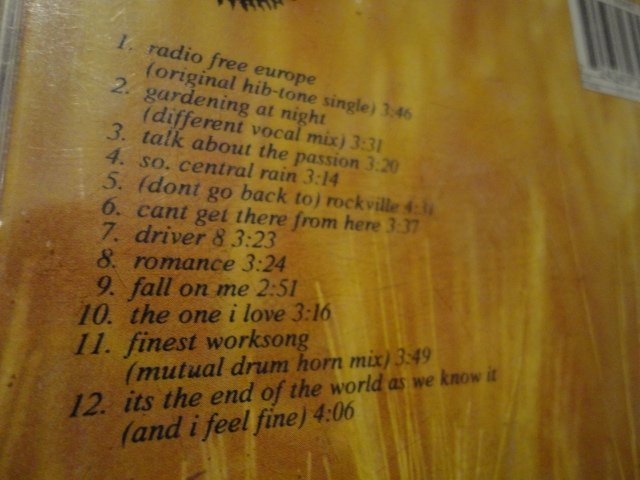 1. radio free europe
(original hib-tone single) 3:46
2. gardening at night
(different vocal mix) 3:31
3. talk about the passion 3:20
4. so. central rain 3:14
5. (dont go back to) rockville 4:31
6. cant get there from here 3:37
7. driver 8 3:23
8. romance 3:24
9. fall on me 2:51
10. the one i love 3:16
11. finest worksong
(mutual drum horn mix) 3:49
12. its the end of the world as we know it
(and i feel fine) 4:06